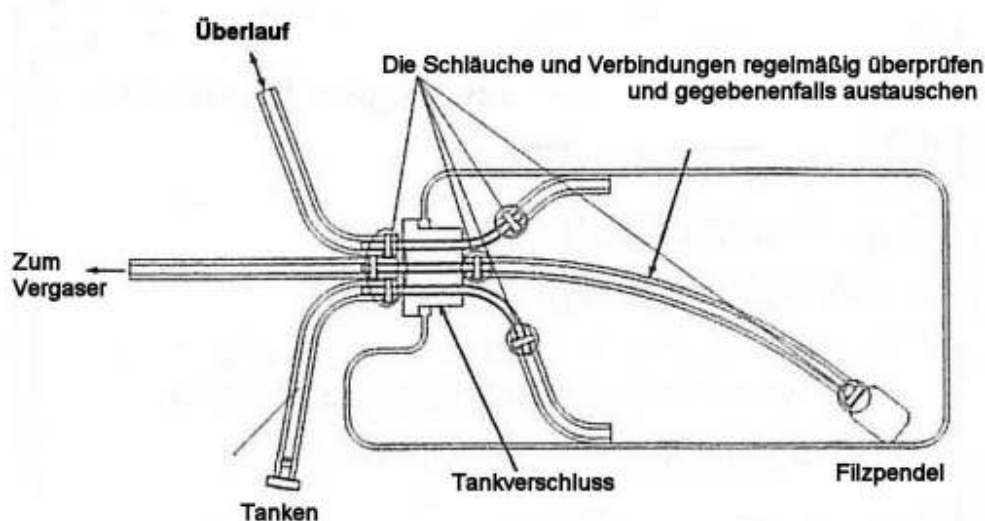 Überlauf
Die Schläuche und Verbindungen regelmäßig überprüfen
und gegebenenfalls austauschen
Zum
Vergaser
Tankverschluss
Filzpendel
Tanken